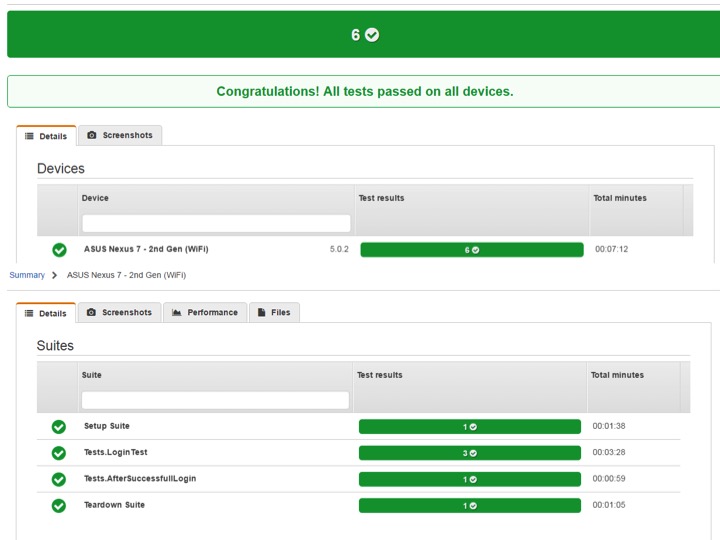 6
Congratulations! All tests passed on all devices.
Details Screenshots
Devices
Device Test results Total minutes
ASUS Nexus 7 - 2nd Gen (WiFi) 5.0.2 6 00:07:12
Summary > ASUS Nexus 7 - 2nd Gen (WiFi)
Details Screenshots Performance Files
Suites
Suite Test results Total minutes
Setup Suite 1 00:01:38
Tests.LoginTest 3 00:03:28
Tests.AfterSuccessfullLogin 1 00:00:59
Teardown Suite 1 00:01:05